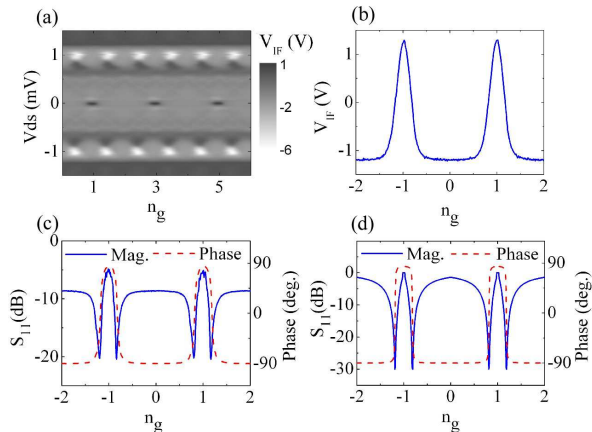 (a)
V_IF (V)
1
-2
-6
Vds (mV)
1
0
-1
1 3 5
n_g
(b)
V_IF (V)
1
0
-1
-2 -1 0 1 2
n_g
(c)
Mag. Phase
S_11 (dB)
0
-10
-20
Phase (deg.)
90
0
-90
-2 -1 0 1 2
n_g
(d)
Mag. Phase
S_11 (dB)
0
-10
-20
-30
Phase (deg.)
90
0
-90
-2 -1 0 1 2
n_g